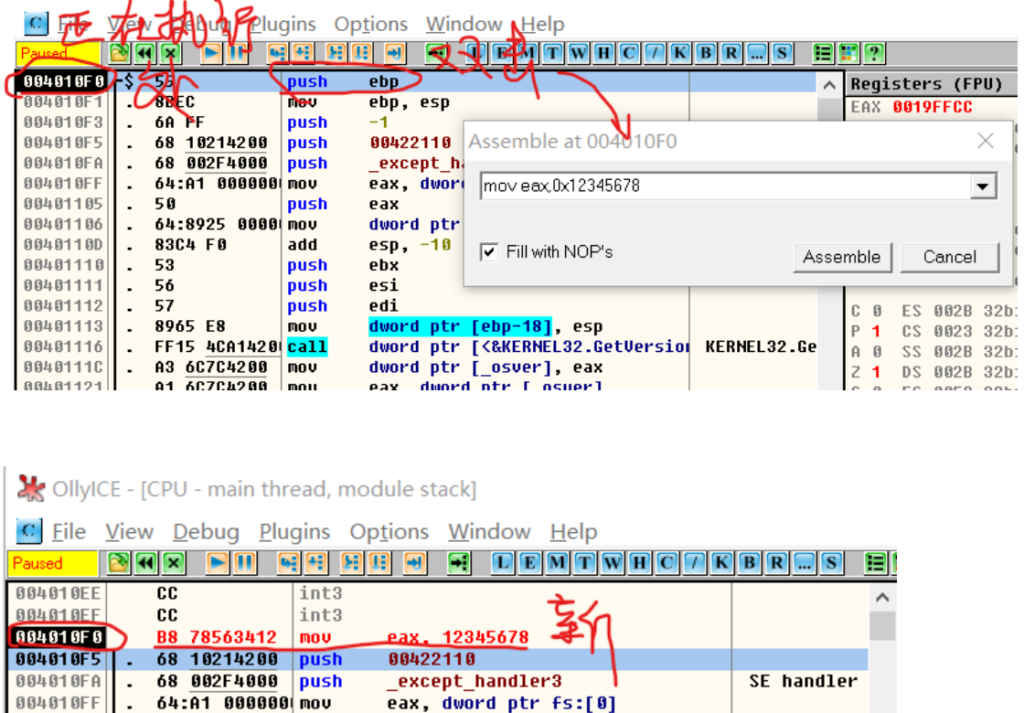 C File View Debug Plugins Options Window Help
正在执行
Paused L E M T W H C / K B R ... S ?
双击
004010F0 $ 55 push ebp
Registers (FPU)
004010F1 . 8BEC mov ebp, esp
EAX 0019FFCC
004010F3 . 6A FF push -1
004010F5 . 68 10214200 push 00422110
Assemble at 004010F0
004010FA . 68 002F4000 push _except_ha
004010FF . 64:A1 000000 mov eax, dword
mov eax,0x12345678
00401105 . 50 push eax
00401106 . 64:8925 0000 mov dword ptr
0040110D . 83C4 F0 add esp, -10
Fill with NOP's
Assemble Cancel
00401110 . 53 push ebx
00401111 . 56 push esi
00401112 . 57 push edi
C 0 ES 002B 32b
00401113 . 8965 E8 mov dword ptr [ebp-18], esp
P 1 CS 0023 32b
00401116 . FF15 4CA1420 call dword ptr [<&KERNEL32.GetVersion KERNEL32.Ge
A 0 SS 002B 32b
0040111C . A3 6C7C4200 mov dword ptr [_osver], eax
Z 1 DS 002B 32b
00401121 A1 6C7C4200 mov eax, dword ptr [_osver]
OllyICE - [CPU - main thread, module stack]
C File View Debug Plugins Options Window Help
Paused L E M T W H C / K B R ... S
004010EE CC int3
004010EF CC int3
004010F0 B8 78563412 mov eax, 12345678
新
004010F5 . 68 10214200 push 00422110
004010FA . 68 002F4000 push _except_handler3 SE handler
004010FF . 64:A1 000000 mov eax, dword ptr fs:[0]